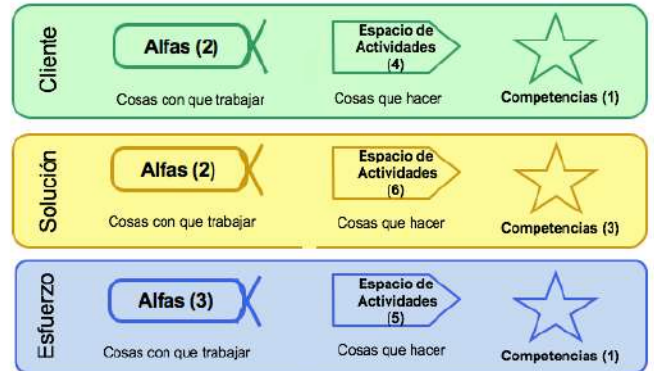 Cliente
Alfas (2)
Cosas con que trabajar
Espacio de
Actividades
(4)
Cosas que hacer
Competencias (1)
Solución
Alfas (2)
Cosas con que trabajar
Espacio de
Actividades
(6)
Cosas que hacer
Competencias (3)
Esfuerzo
Alfas (3)
Cosas con que trabajar
Espacio de
Actividades
(5)
Cosas que hacer
Competencias (1)